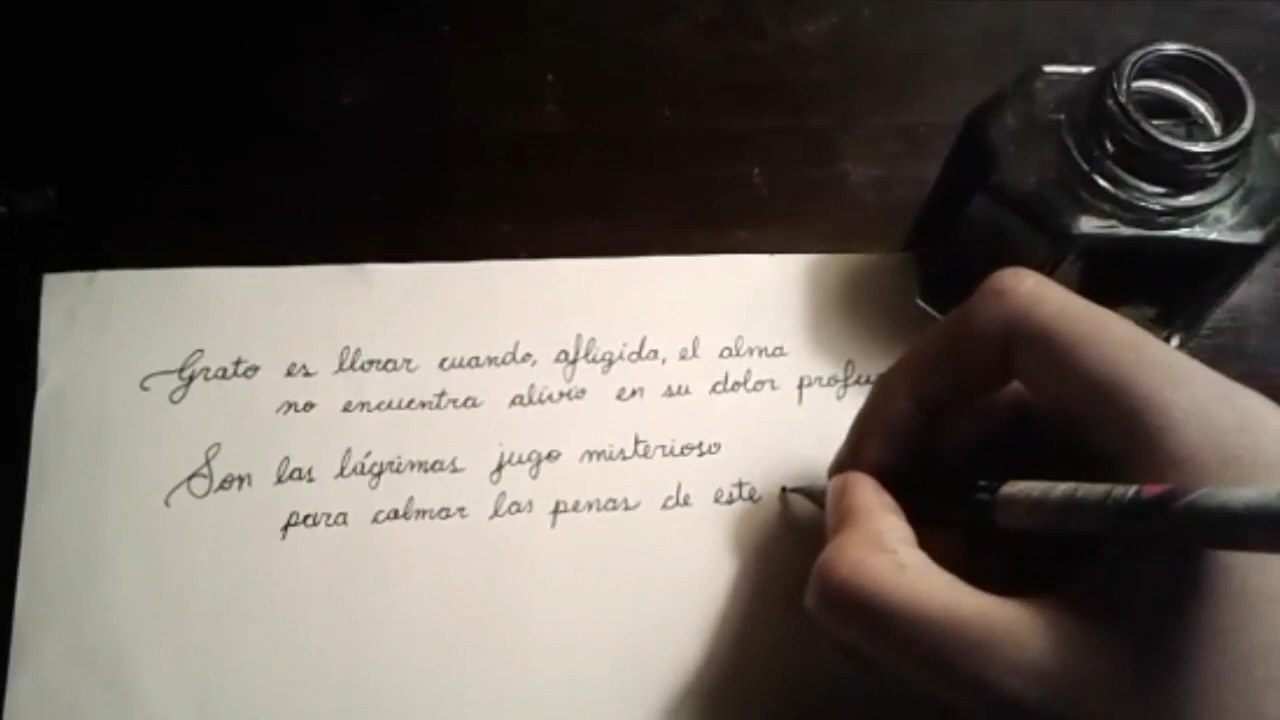 Grato es llorar cuando, afligida, el alma
no encuentra alivio en su dolor profu
Son las lágrimas jugo misterioso
para calmar las penas de este